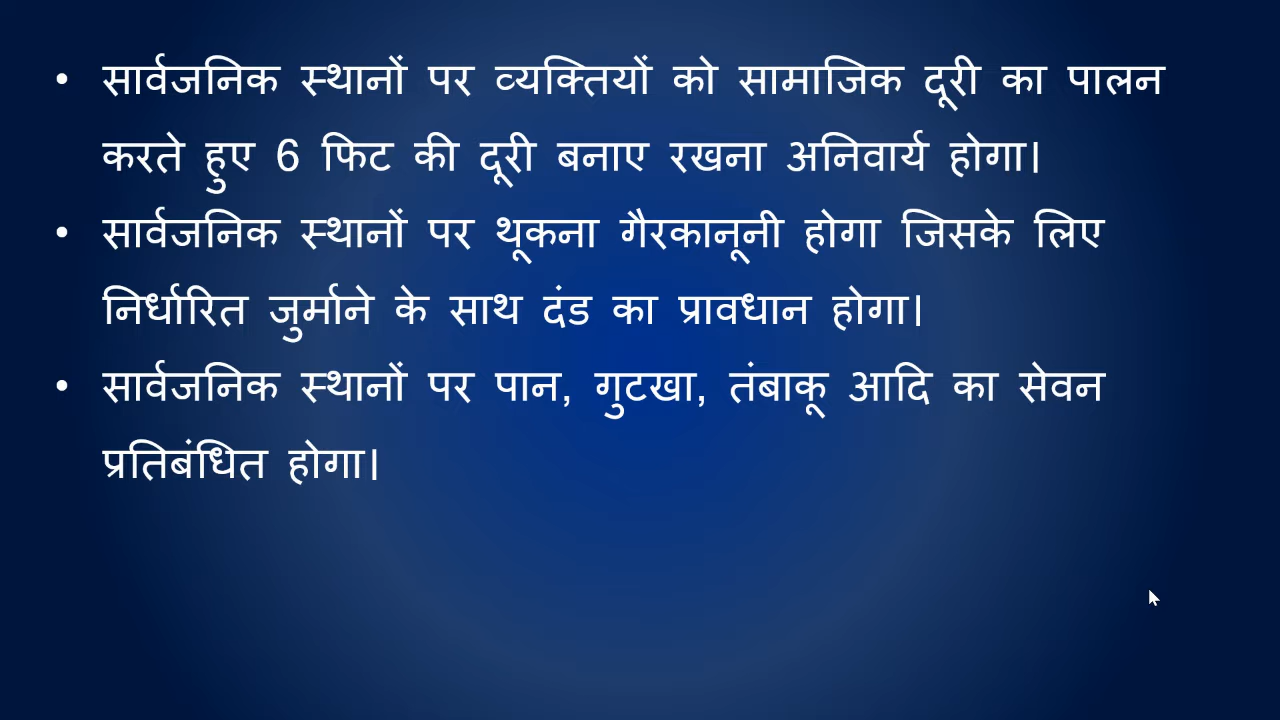 • सार्वजनिक स्थानों पर व्यक्तियों को सामाजिक दूरी का पालन
करते हुए 6 फिट की दूरी बनाए रखना अनिवार्य होगा।
• सार्वजनिक स्थानों पर थूकना गैरकानूनी होगा जिसके लिए
निर्धारित जुर्माने के साथ दंड का प्रावधान होगा।
• सार्वजनिक स्थानों पर पान, गुटखा, तंबाकू आदि का सेवन
प्रतिबंधित होगा।